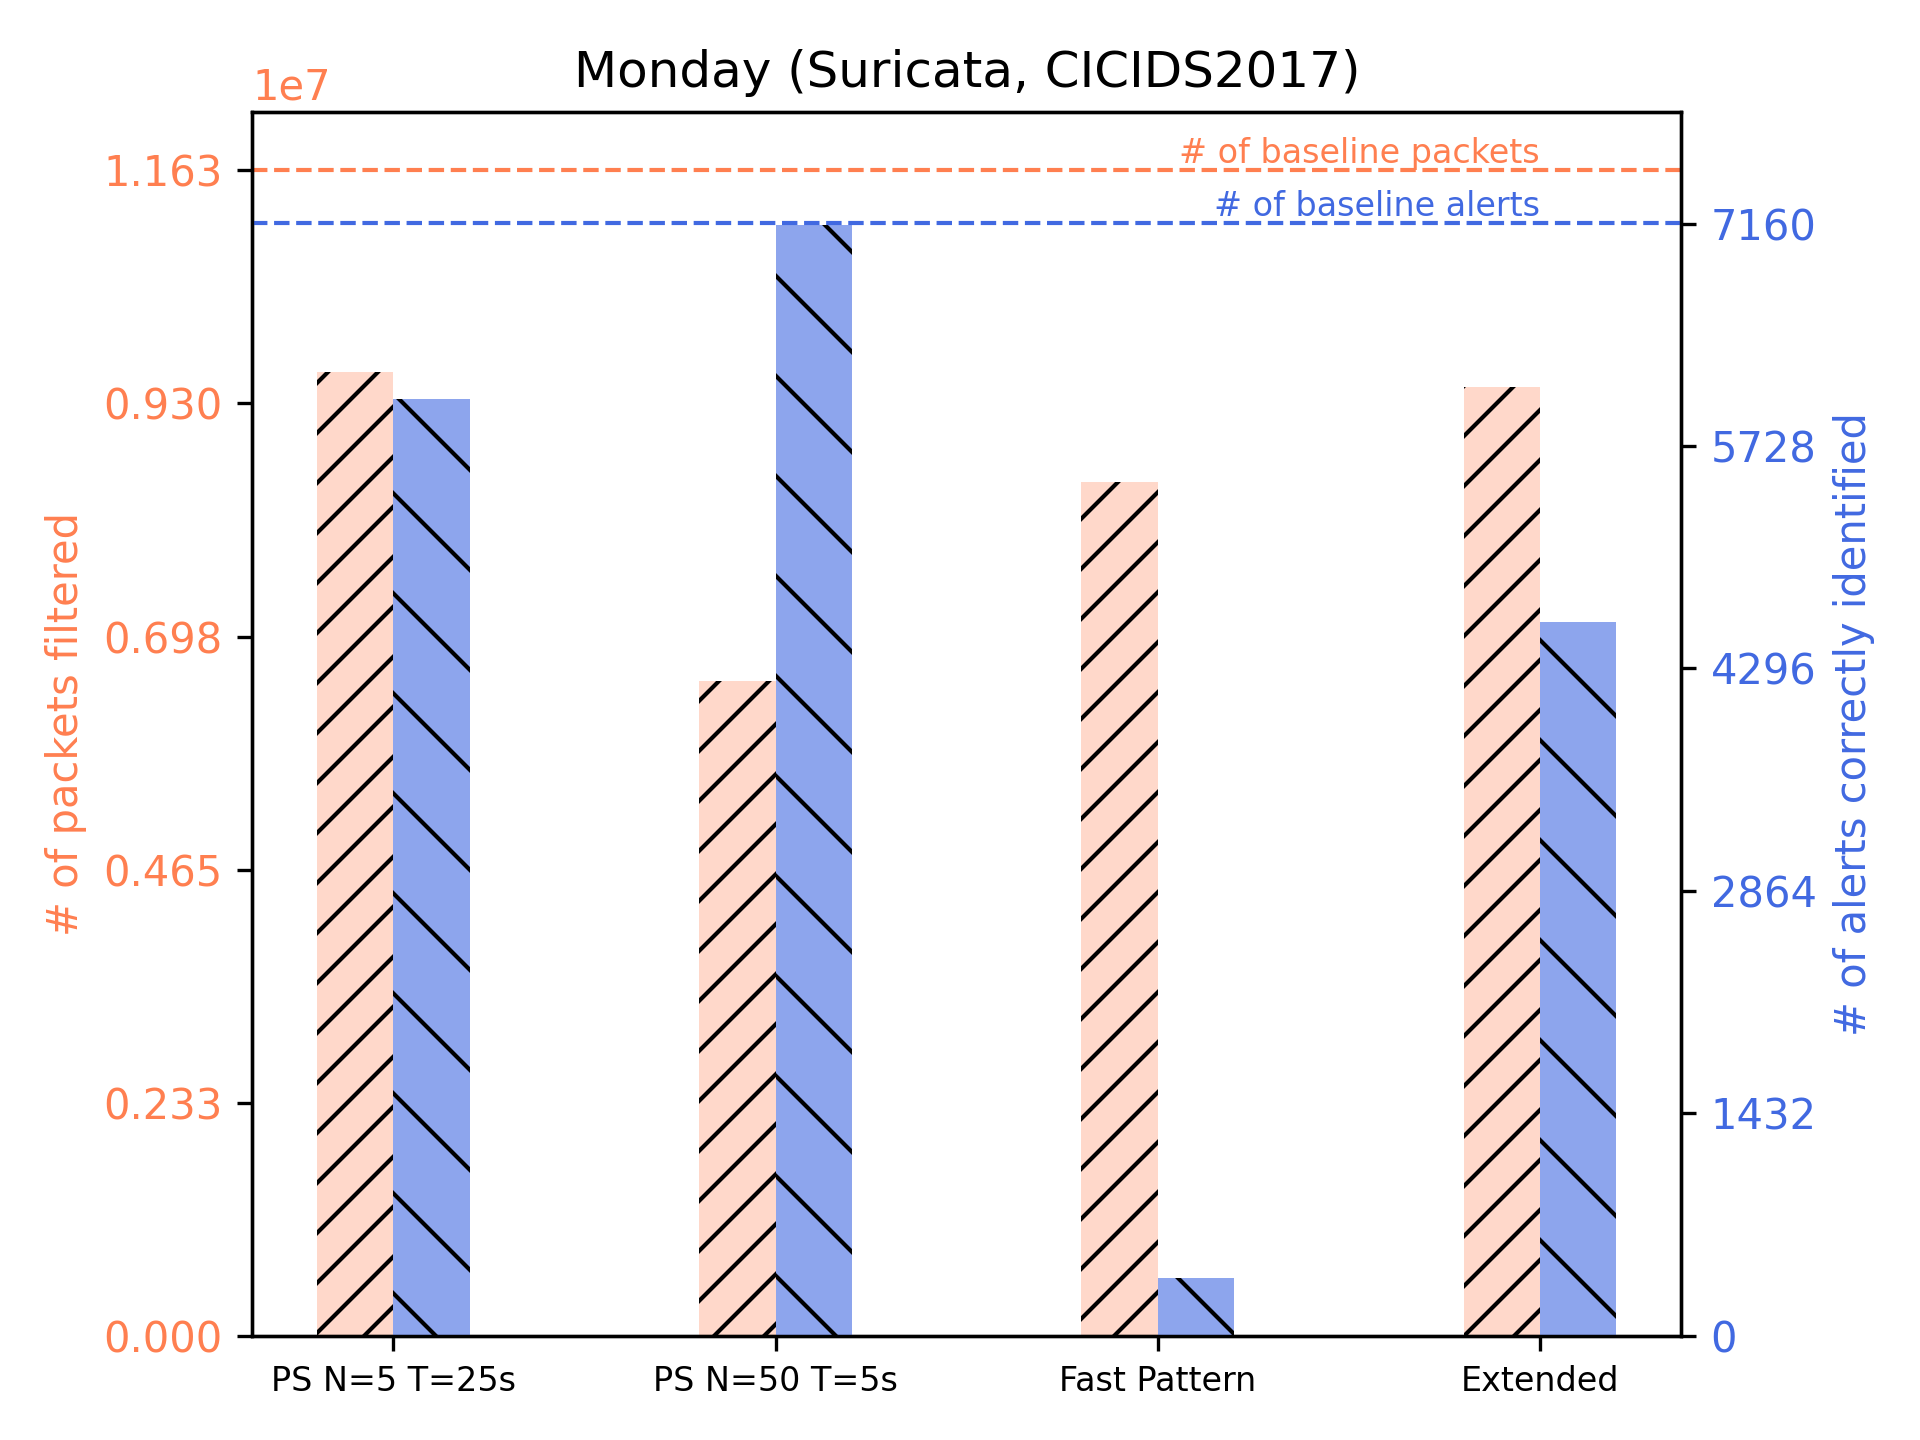 Monday (Suricata, CICIDS2017)
1e7
# of baseline packets
# of baseline alerts
1.163
0.930
0.698
0.465
0.233
0.000
# of packets filtered
7160
5728
4296
2864
1432
0
# of alerts correctly identified
PS N=5 T=25s
PS N=50 T=5s
Fast Pattern
Extended